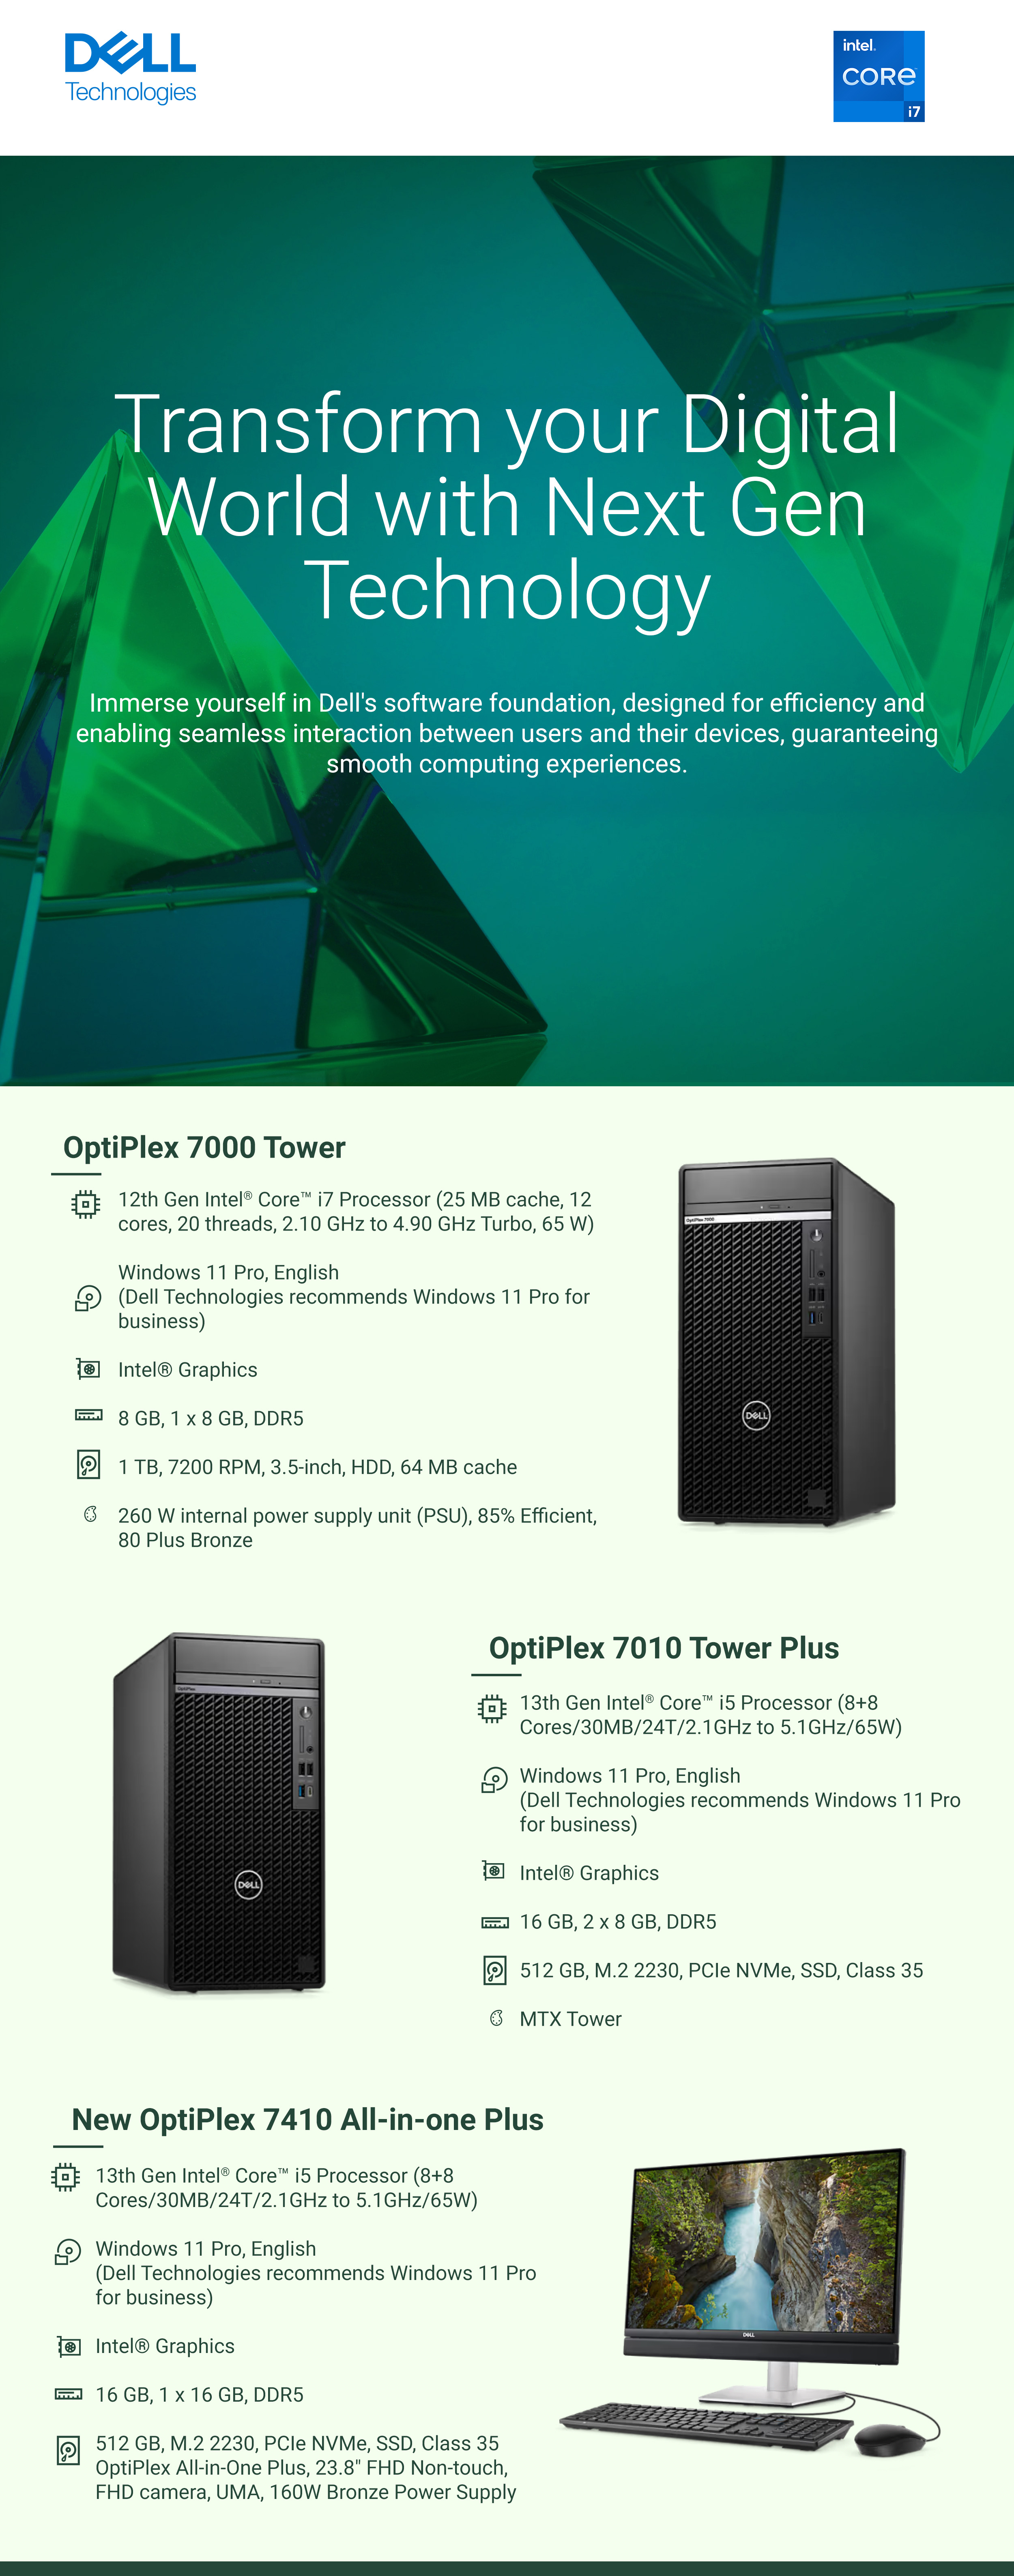 DELL
Technologies
intel.
CORE
i7
Transform your Digital
World with Next Gen
Technology
Immerse yourself in Dell's software foundation, designed for efficiency and
enabling seamless interaction between users and their devices, guaranteeing
smooth computing experiences.
OptiPlex 7000 Tower
12th Gen Intel® Core™ i7 Processor (25 MB cache, 12
cores, 20 threads, 2.10 GHz to 4.90 GHz Turbo, 65 W)
Windows 11 Pro, English
(Dell Technologies recommends Windows 11 Pro for
business)
Intel® Graphics
8 GB, 1 x 8 GB, DDR5
1 TB, 7200 RPM, 3.5-inch, HDD, 64 MB cache
260 W internal power supply unit (PSU), 85% Efficient,
80 Plus Bronze
OptiPlex 7000
DELL
OptiPlex 7010 Tower Plus
13th Gen Intel® Core™ i5 Processor (8+8
Cores/30MB/24T/2.1GHz to 5.1GHz/65W)
Windows 11 Pro, English
(Dell Technologies recommends Windows 11 Pro
for business)
Intel® Graphics
16 GB, 2 x 8 GB, DDR5
512 GB, M.2 2230, PCIe NVMe, SSD, Class 35
MTX Tower
OptiPlex
DELL
New OptiPlex 7410 All-in-one Plus
13th Gen Intel® Core™ i5 Processor (8+8
Cores/30MB/24T/2.1GHz to 5.1GHz/65W)
Windows 11 Pro, English
(Dell Technologies recommends Windows 11 Pro
for business)
Intel® Graphics
16 GB, 1 x 16 GB, DDR5
512 GB, M.2 2230, PCIe NVMe, SSD, Class 35
OptiPlex All-in-One Plus, 23.8" FHD Non-touch,
FHD camera, UMA, 160W Bronze Power Supply
DELL